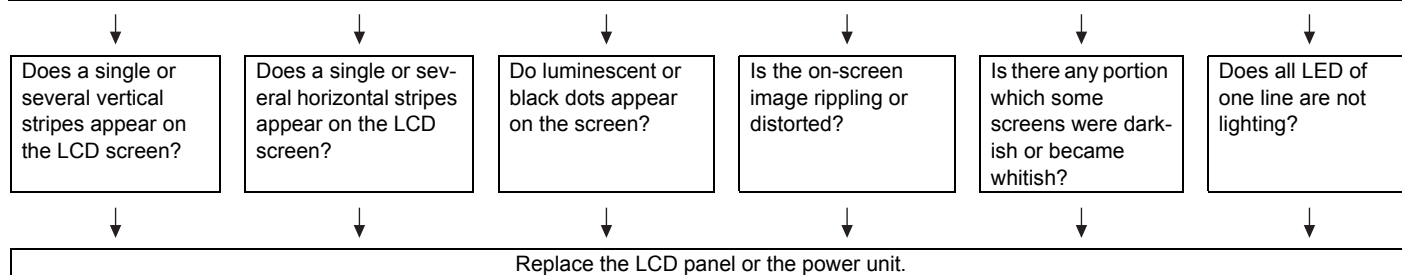 Does a single or
several vertical
stripes appear on
the LCD screen?
Does a single or sev-
eral horizontal stripes
appear on the LCD
screen?
Do luminescent or
black dots appear
on the screen?
Is the on-screen
image rippling or
distorted?
Is there any portion
which some
screens were dark-
ish or became
whitish?
Does all LED of
one line are not
lighting?
Replace the LCD panel or the power unit.